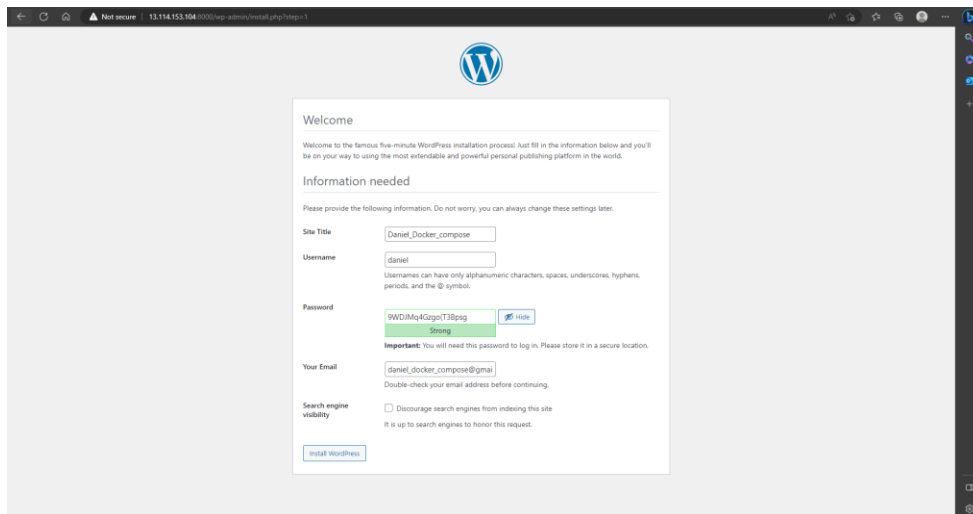 Not secure | 13.114.153.104:8000/wp-admin/install.php?step=1
Welcome
Welcome to the famous five-minute WordPress installation process! Just fill in the information below and you'll
be on your way to using the most extendable and powerful personal publishing platform in the world.
Information needed
Please provide the following information. Do not worry, you can always change these settings later.
Site Title
Daniel_Docker_compose
Username
daniel
Usernames can have only alphanumeric characters, spaces, underscores, hyphens,
periods, and the @ symbol.
Password
9WDJMq4Gzgo(T3Bpsg
Hide
Strong
Important: You will need this password to log in. Please store it in a secure location.
Your Email
daniel_docker_compose@gmai
Double-check your email address before continuing.
Search engine
visibility
Discourage search engines from indexing this site
It is up to search engines to honor this request.
Install WordPress